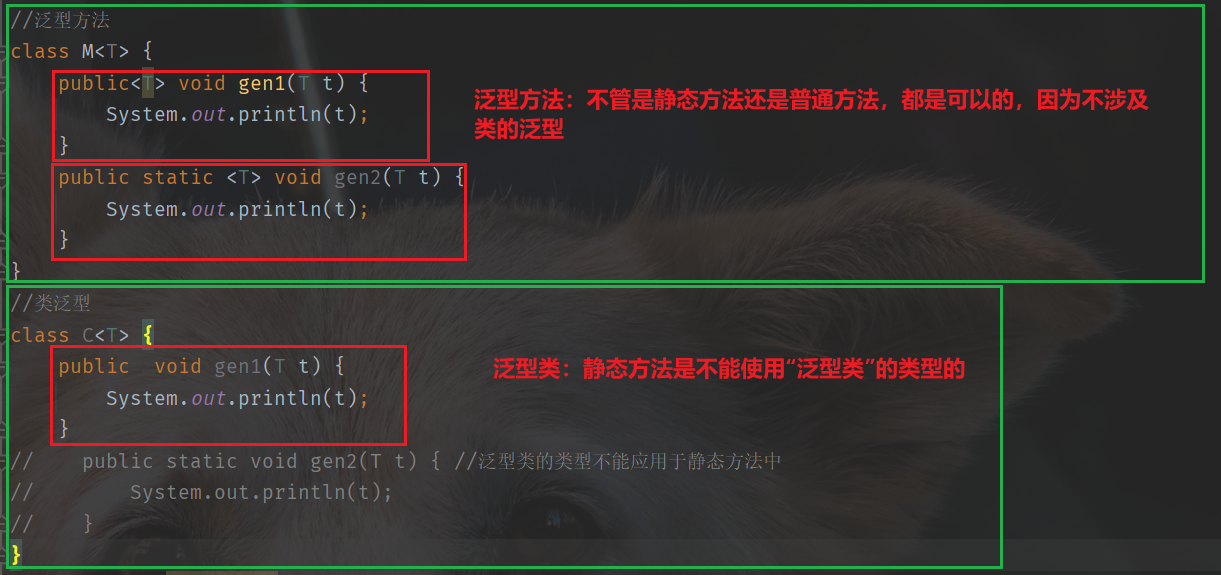 //泛型方法
class M<T> {
public<T> void gen1(T t) {
System.out.println(t);
}
泛型方法：不管是静态方法还是普通方法，都是可以的，因为不涉及
类的泛型
public static <T> void gen2(T t) {
System.out.println(t);
}
}
//类泛型
class C<T> {
public  void gen1(T t) {
System.out.println(t);
}
泛型类：静态方法是不能使用“泛型类”的类型的
//    public static void gen2(T t) { //泛型类的类型不能应用于静态方法中
//        System.out.println(t);
//    }
}